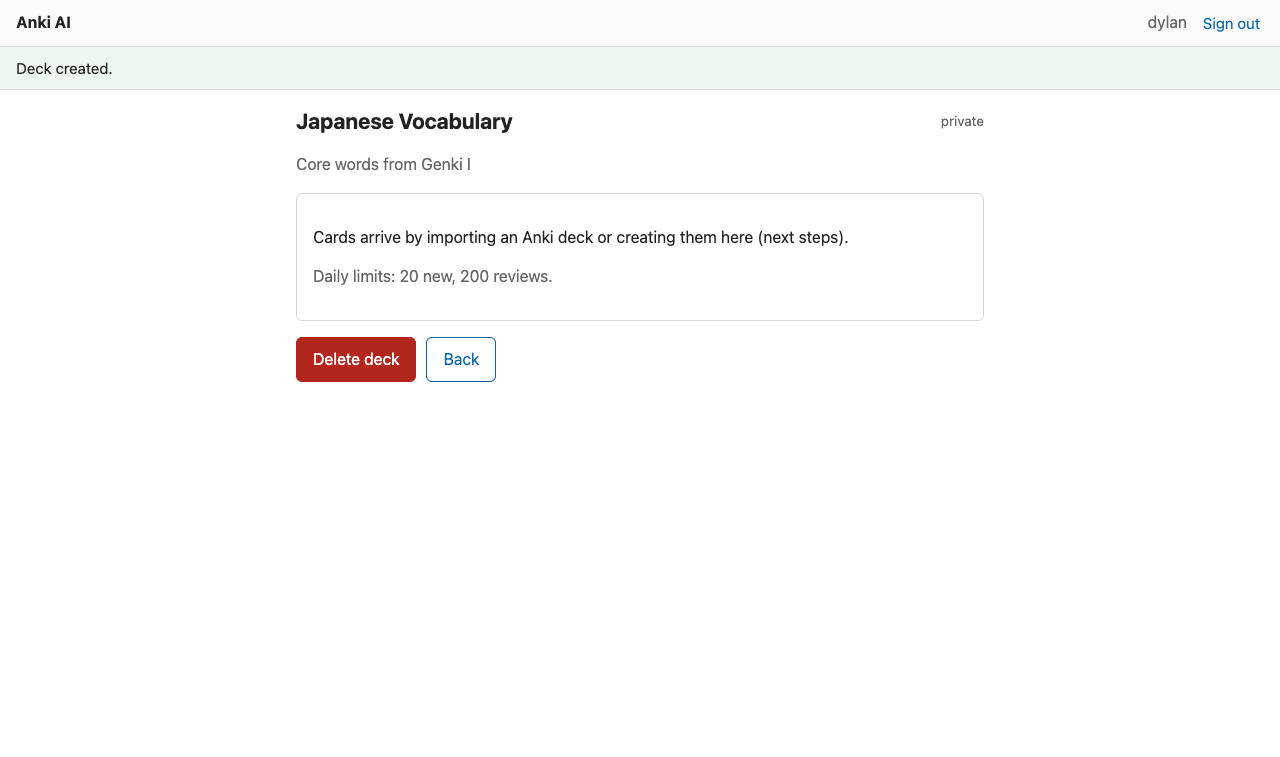 Anki AI
dylan
Sign out
Deck created.
Japanese Vocabulary
private
Core words from Genki I
Cards arrive by importing an Anki deck or creating them here (next steps).
Daily limits: 20 new, 200 reviews.
Delete deck
Back